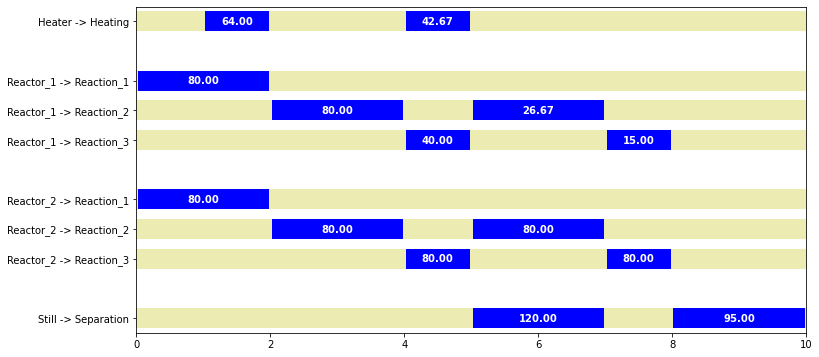 Heater -> Heating 64.00 42.67
Reactor_1 -> Reaction_1 80.00
Reactor_1 -> Reaction_2 80.00 26.67
Reactor_1 -> Reaction_3 40.00 15.00
Reactor_2 -> Reaction_1 80.00
Reactor_2 -> Reaction_2 80.00 80.00
Reactor_2 -> Reaction_3 80.00 80.00
Still -> Separation 120.00 95.00
0 2 4 6 8 10